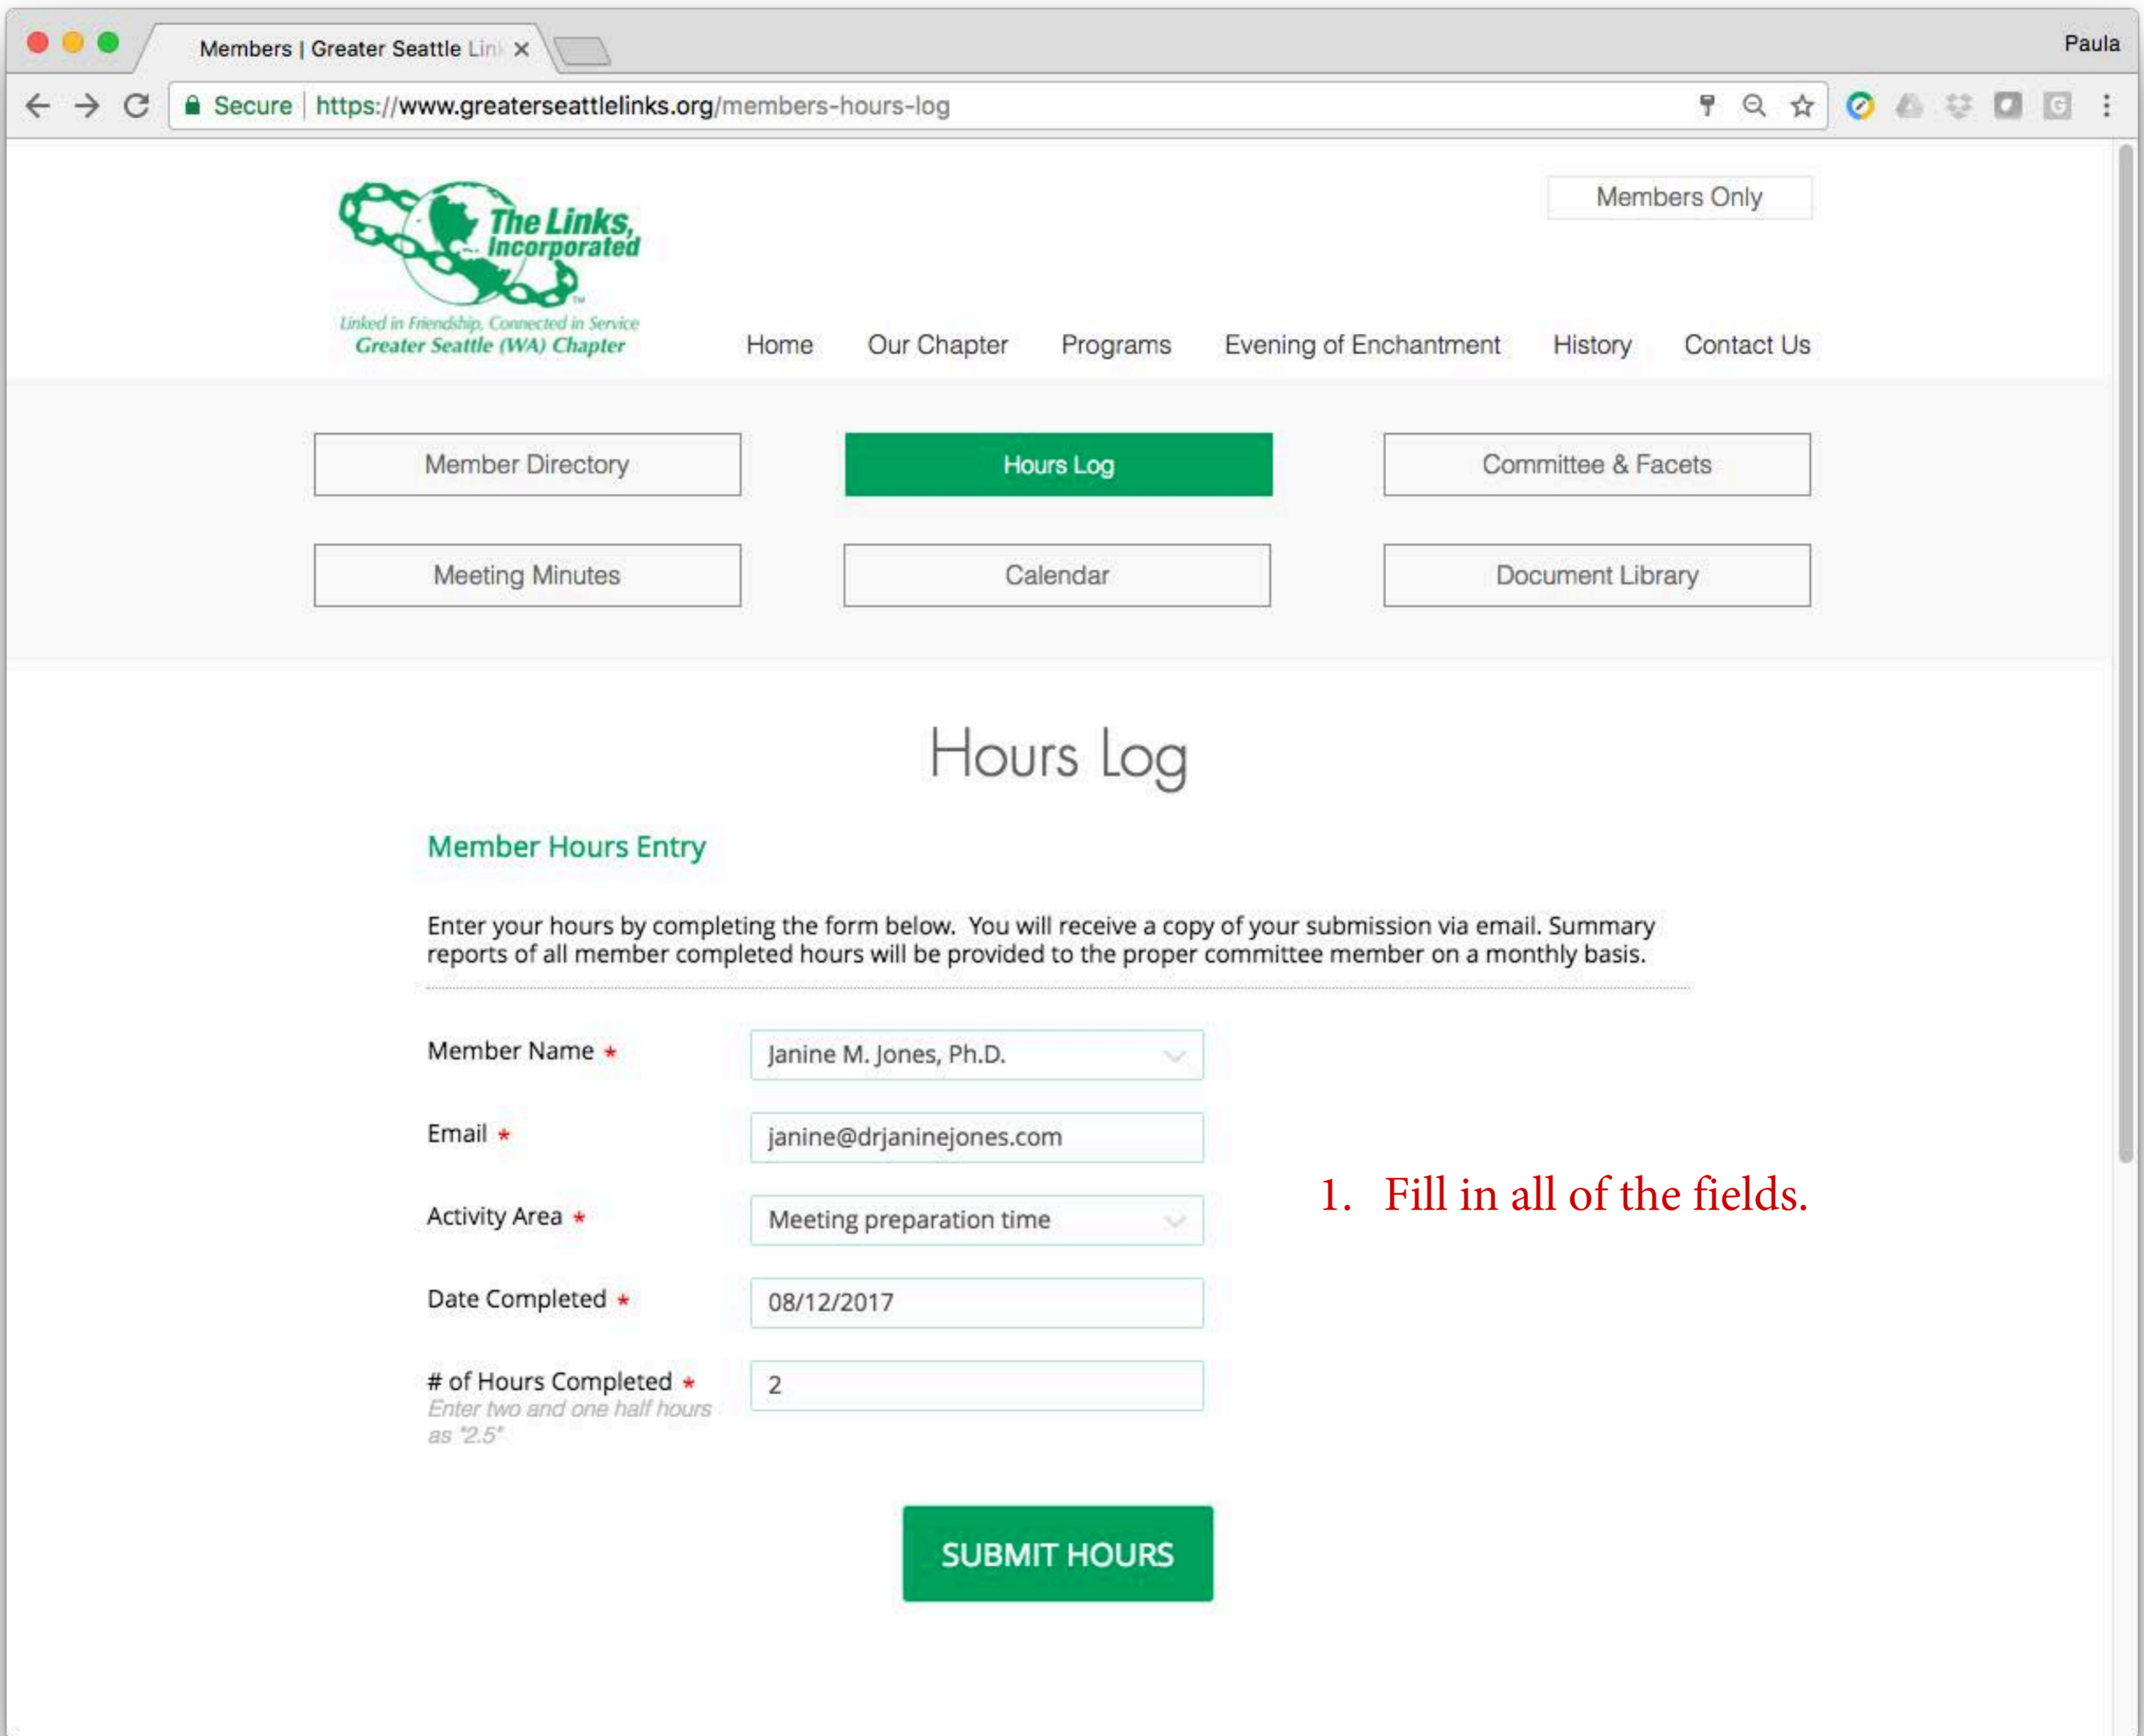 Members | Greater Seattle Lin
Paula
Secure | https://www.greaterseattlelinks.org/members-hours-log
The Links,
Incorporated
TM
Linked in Friendship, Connected in Service
Greater Seattle (WA) Chapter
Members Only
Home Our Chapter Programs Evening of Enchantment History Contact Us
Member Directory Hours Log Committee & Facets
Meeting Minutes Calendar Document Library
Hours Log
Member Hours Entry
Enter your hours by completing the form below. You will receive a copy of your submission via email. Summary
reports of all member completed hours will be provided to the proper committee member on a monthly basis.
Member Name * Janine M. Jones, Ph.D.
Email * janine@drjaninejones.com
1. Fill in all of the fields.
Activity Area * Meeting preparation time
Date Completed * 08/12/2017
# of Hours Completed * 2
Enter two and one half hours
as "2.5"
SUBMIT HOURS